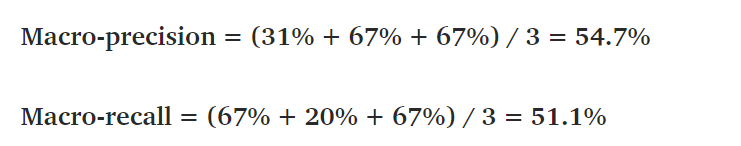 Macro-precision = (31% + 67% + 67%) / 3 = 54.7%
Macro-recall = (67% + 20% + 67%) / 3 = 51.1%